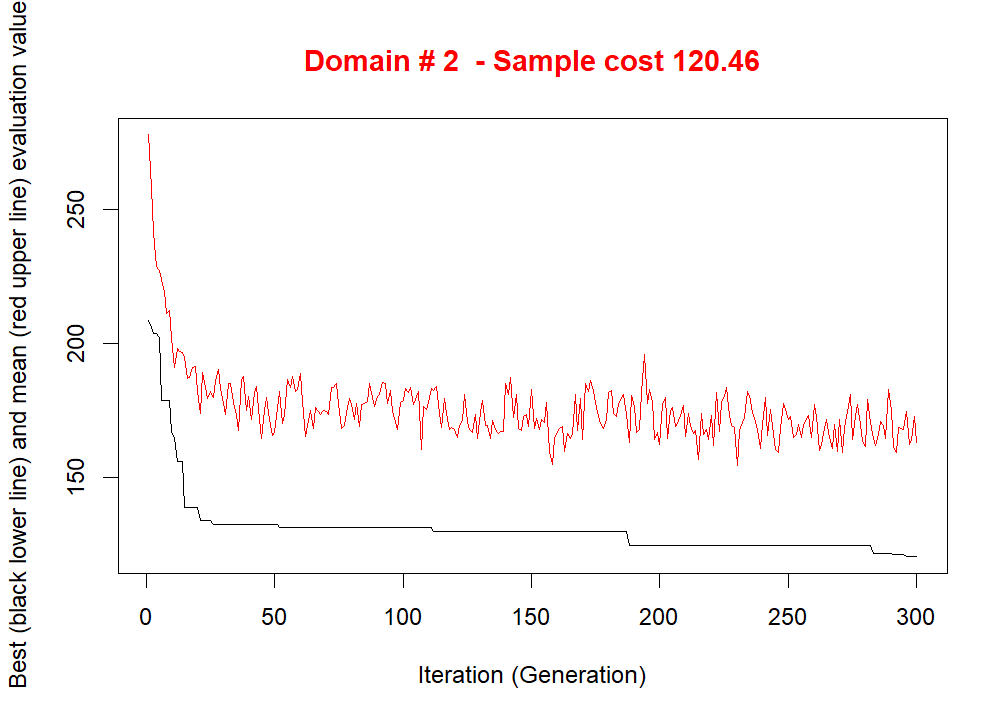 Domain # 2  - Sample cost 120.46
Best (black lower line) and mean (red upper line) evaluation value
250
200
150
0 50 100 150 200 250 300
Iteration (Generation)